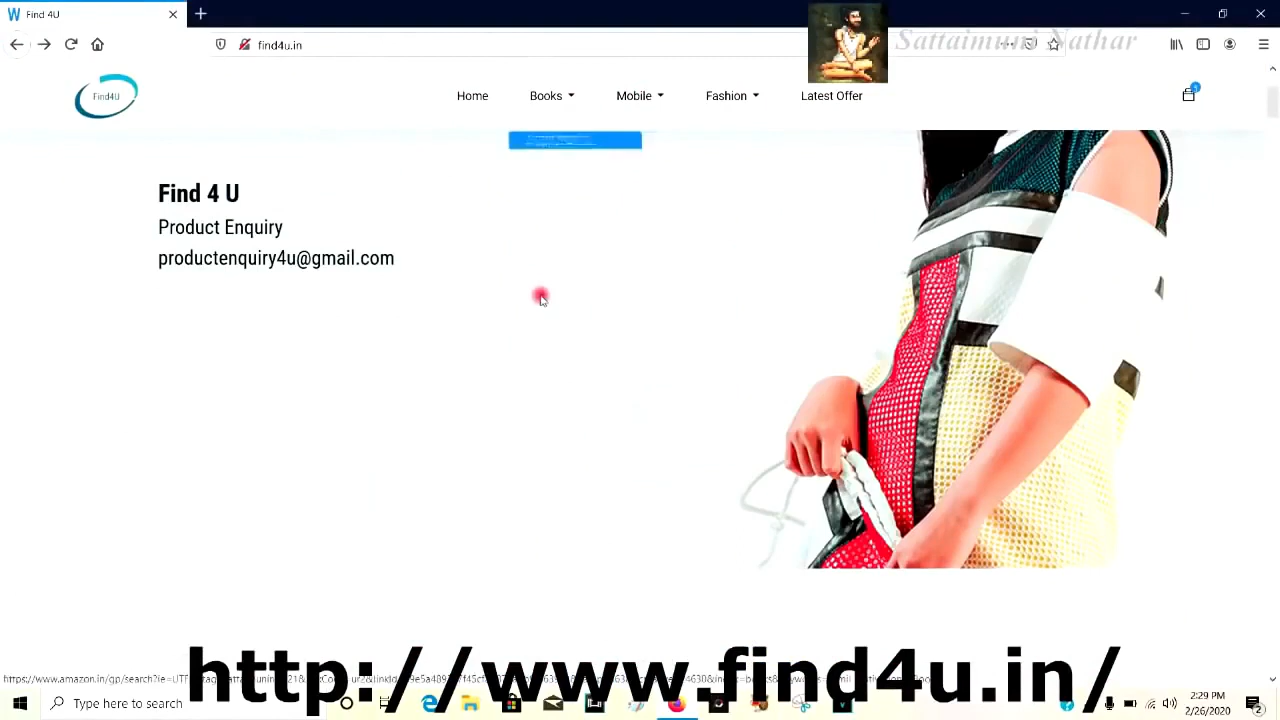 Find 4U
find4u.in
Sattaimuni Nathar
Find4U
Home
Books
Mobile
Fashion
Latest Offer
Find 4 U
Product Enquiry
productenquiry4u@gmail.com
http://www.find4u.in/
Type here to search
2:29 PM
2/26/2020